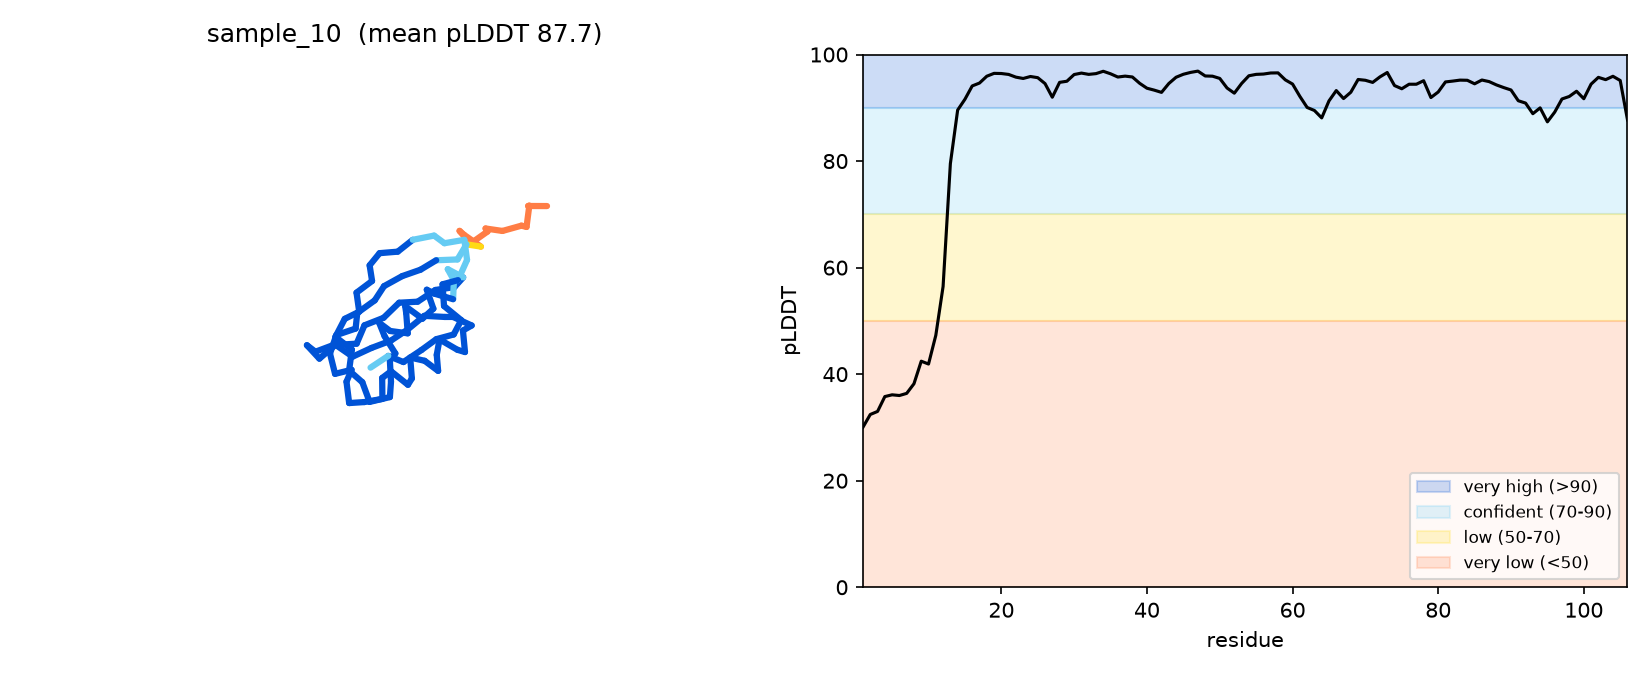 sample_10  (mean pLDDT 87.7)
100
80
60
40
20
0
pLDDT
20
40
60
80
100
residue
very high (>90)
confident (70-90)
low (50-70)
very low (<50)